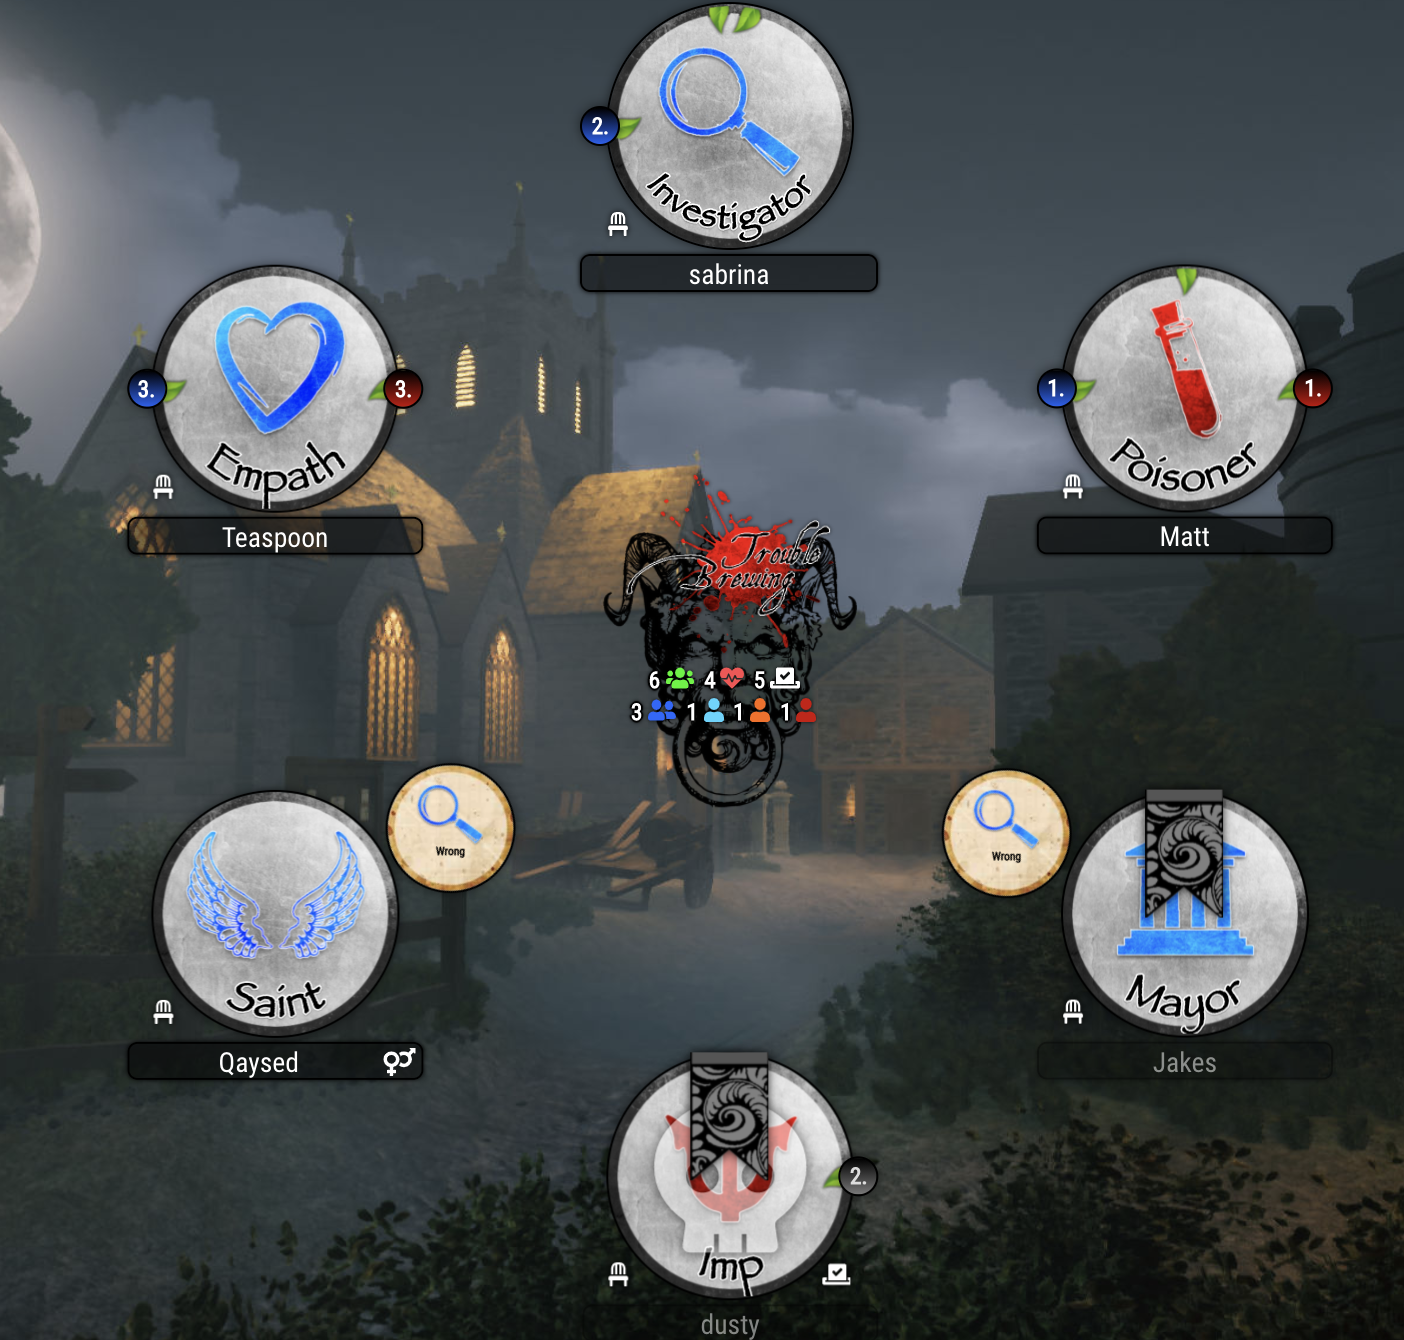 2.
Investigator
sabrina
3.
Empath
3.
Teaspoon
1.
Poisoner
1.
Matt
Trouble
Brewing
6 4 5
3 1 1 1
Wrong
Saint
Qaysed
Wrong
Mayor
Jakes
2.
Imp
dusty